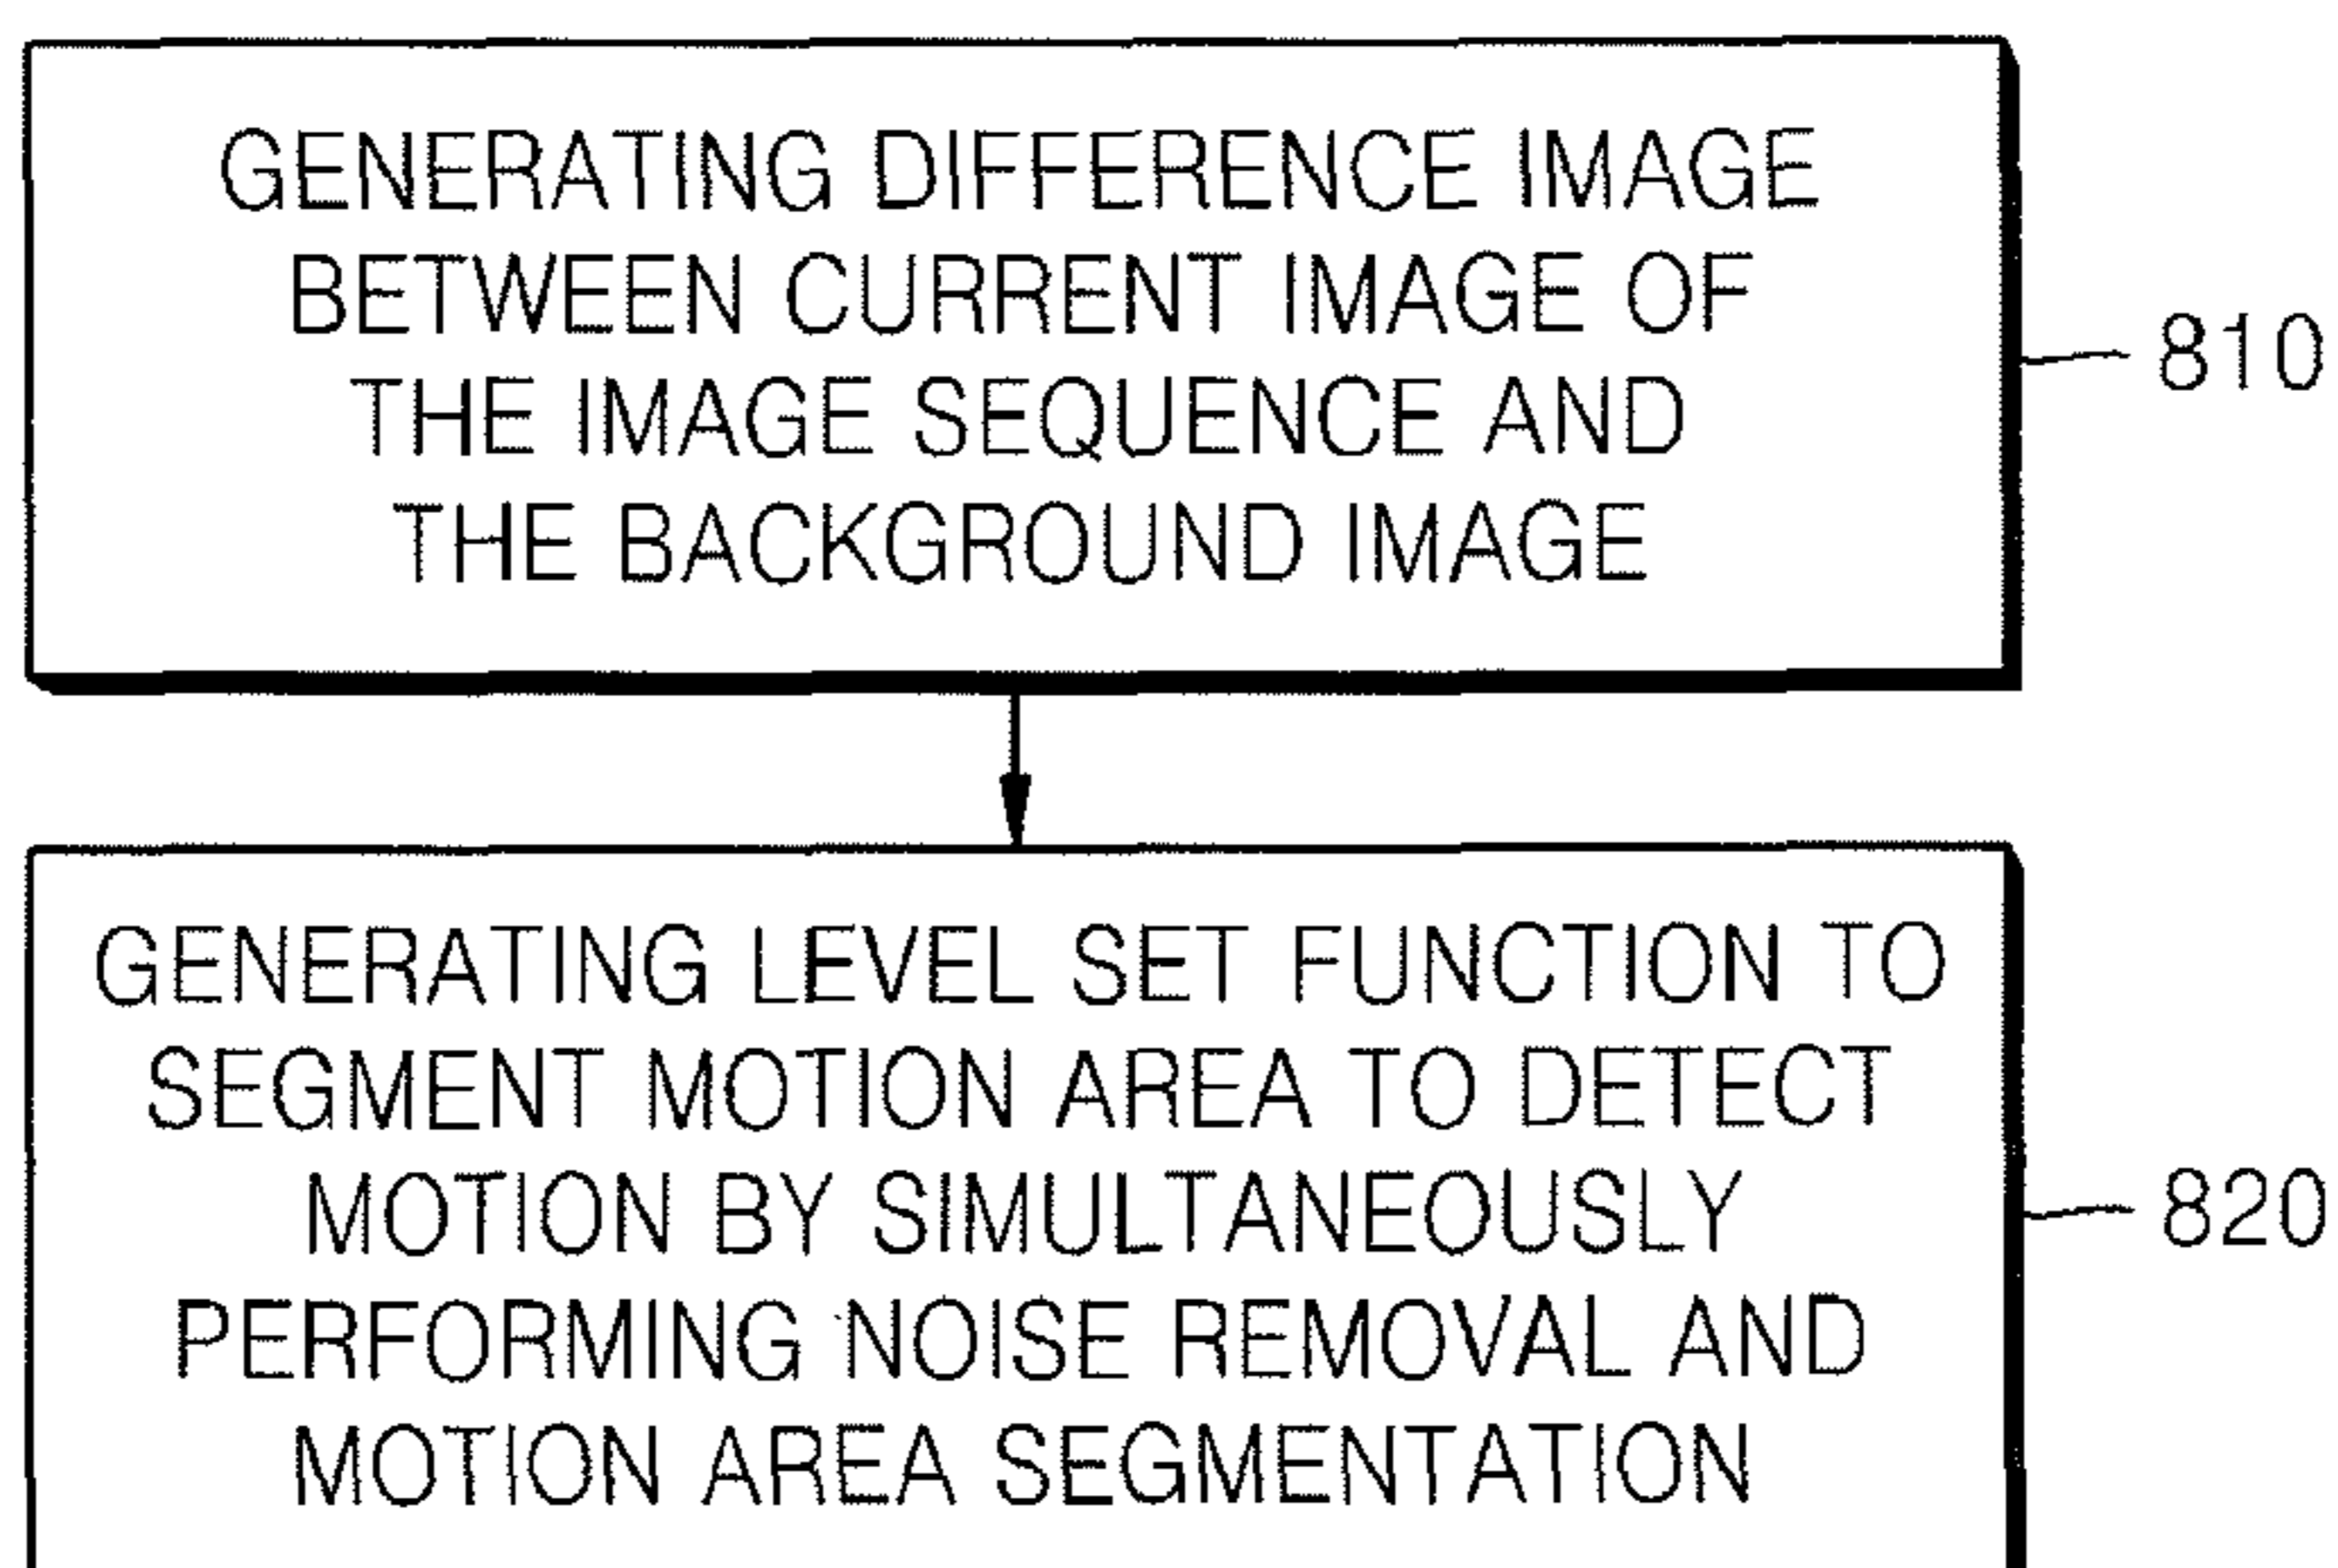 GENERATING DIFFERENCE IMAGE
BETWEEN CURRENT IMAGE OF
THE IMAGE SEQUENCE AND
THE BACKGROUND IMAGE
810
GENERATING LEVEL SET FUNCTION TO
SEGMENT MOTION AREA TO DETECT
MOTION BY SIMULTANEOUSLY
PERFORMING NOISE REMOVAL AND
MOTION AREA SEGMENTATION
820